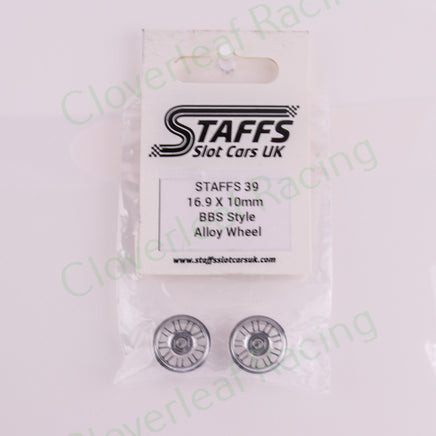 Cloverleaf Racing
STAFFS
Slot Cars UK
Cloverleaf Racing
STAFFS 39
16.9 X 10mm
BBS Style
Alloy Wheel
www.staffsslotcarsuk.com
Cloverleaf Racing